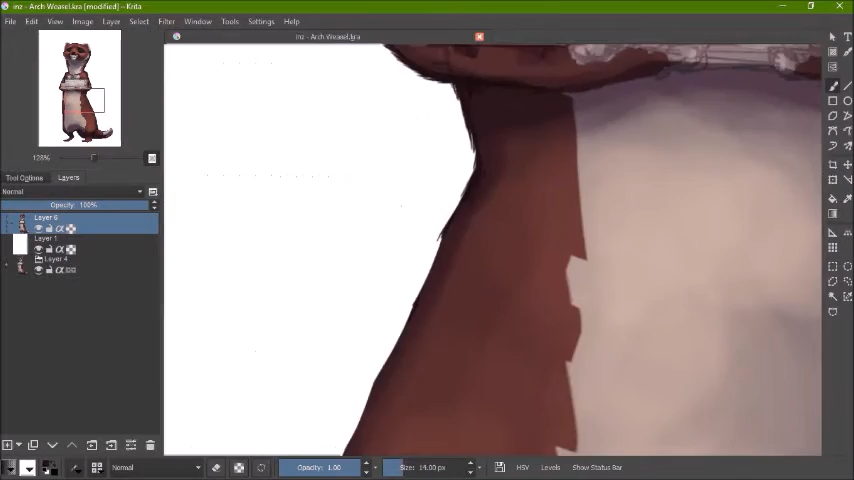 inz - Arch Weasel.kra [modified] - Krita
File Edit View Image Layer Select Filter Window Tools Settings Help
inz - Arch Weasel.kra
128%
Tool Options Layers
Normal
Opacity: 100%
Layer 6
Layer 1
Layer 4
Normal Opacity: 1.00 Size: 14.00 px HSV Levels Show Status Bar